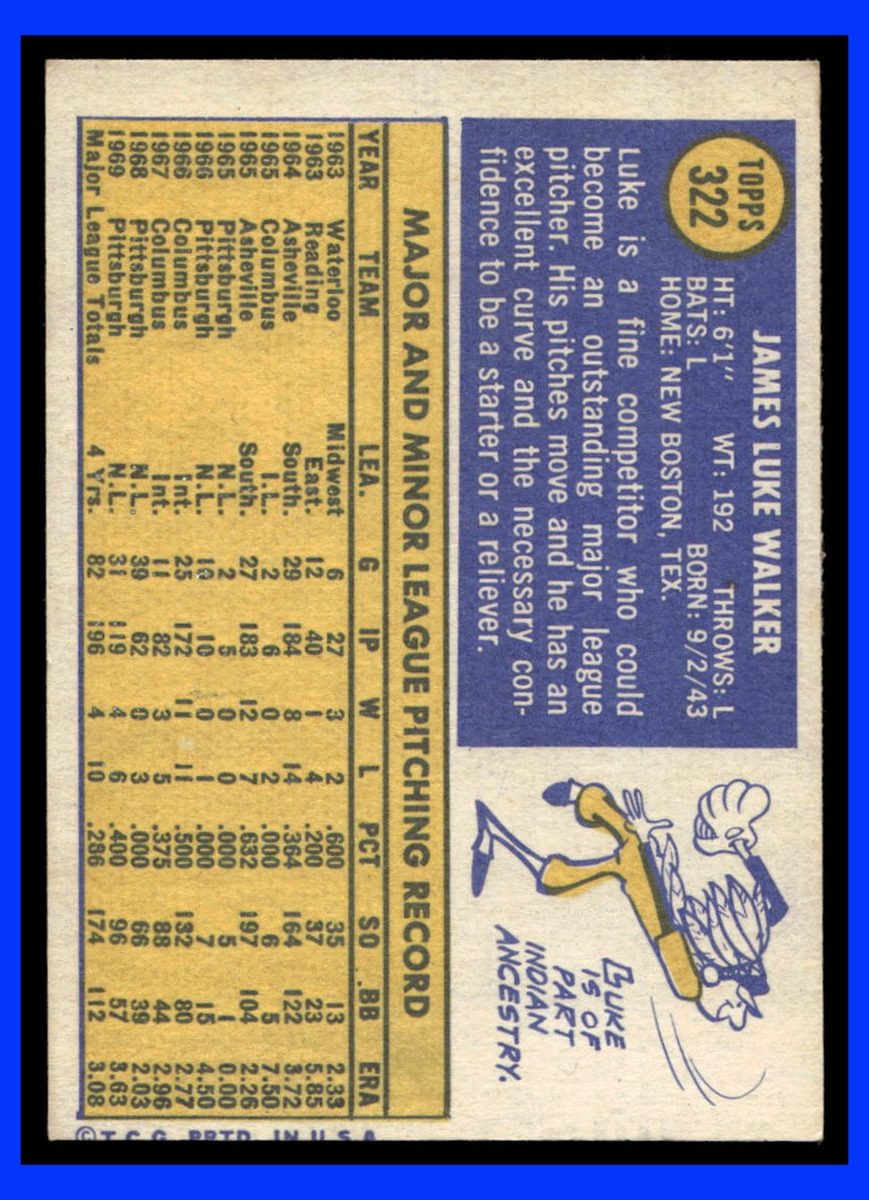 TOPPS
322
JAMES LUKE WALKER
HT: 6'1" WT: 192 THROWS: L
BATS: L BORN: 9/2/43
HOME: NEW BOSTON, TEX.
Luke is a fine competitor who could
become an outstanding major league
pitcher. His pitches move and he has an
excellent curve and the necessary con-
fidence to be a starter or a reliever.
LUKE
IS OF
PART
INDIAN
ANCESTRY.
MAJOR AND MINOR LEAGUE PITCHING RECORD
YEAR TEAM LEA. G IP W L PCT SO BB ERA
1963 Waterloo Midwest 6 27 3 2 .600 35 13 2.33
1963 Reading East. 12 40 1 4 .200 37 23 5.85
1964 Asheville South. 29 184 8 14 .364 164 122 3.72
1965 Columbus I.L. 2 6 0 2 .000 6 5 7.50
1965 Asheville South. 27 183 12 7 .632 197 104 2.26
1965 Pittsburgh N.L. 2 5 0 0 .000 5 1 0.00
1966 Pittsburgh N.L. 10 10 0 1 .000 7 15 4.50
1966 Columbus Int. 25 172 11 11 .500 132 80 2.77
1967 Columbus Int. 11 82 3 5 .375 88 44 2.96
1968 Pittsburgh N.L. 39 62 0 3 .000 66 39 2.03
1969 Pittsburgh N.L. 31 119 4 6 .400 96 57 3.63
Major League Totals 4 Yrs. 82 196 4 10 .286 174 112 3.08
©T.C.G. PRTD. IN U.S.A.